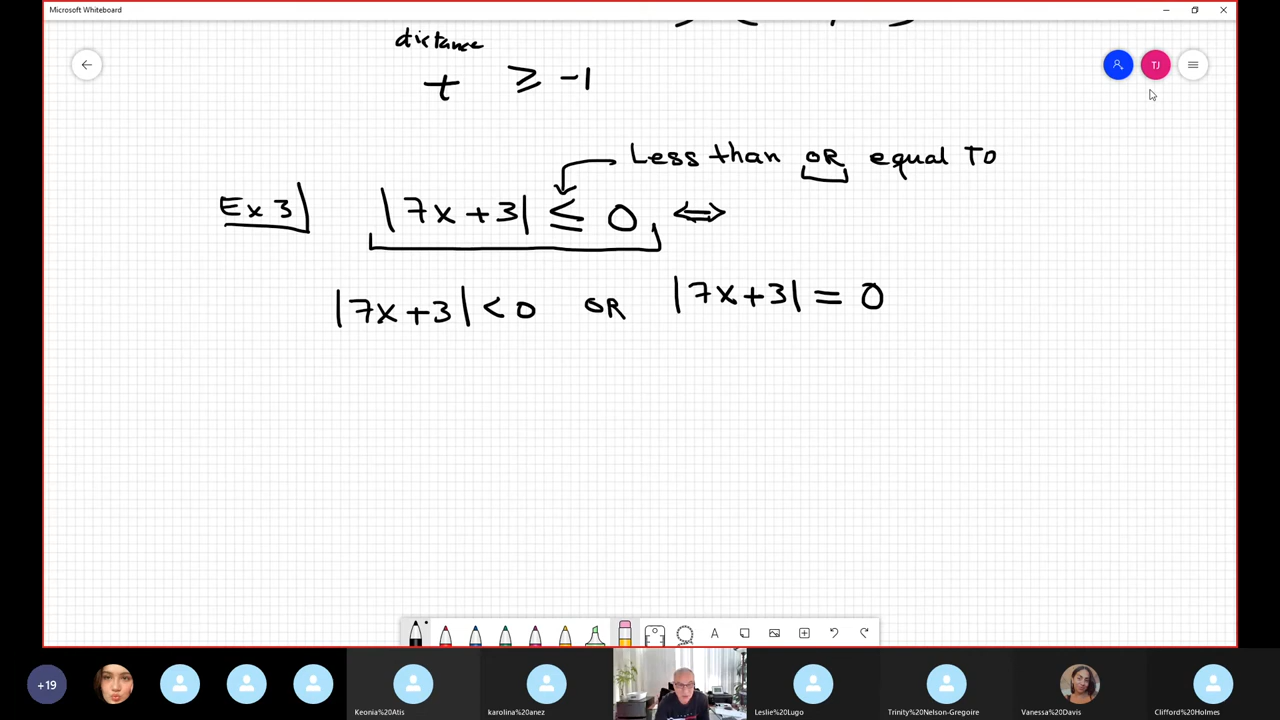 Microsoft Whiteboard
distance
+ ≥ -1
TJ
Less than OR equal To
Ex 3 |7x+3| ≤ 0, ⇔
|7x+3| < 0 OR |7x+3| = 0
A
+19
Keonia%20Atis
karolina%20anez
Leslie%20Lugo
Trinity%20Nelson-Gregoire
Vanessa%20Davis
Clifford%20Holmes